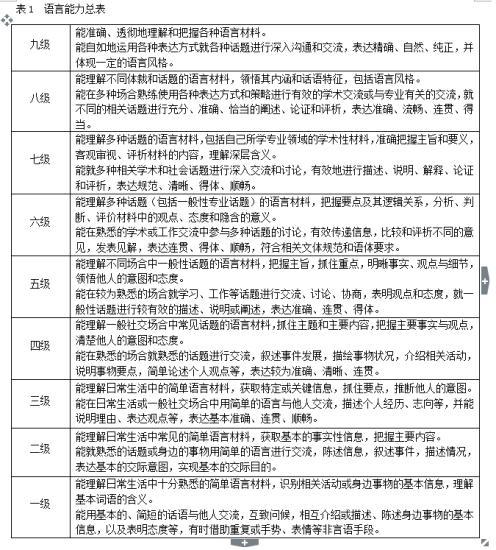 表1 语言能力总表
九级
能准确、透彻地理解和把握各种语言材料。
能自如地运用各种表达方式就各种话题进行深入沟通和交流，表达精确、自然、纯正，并
体现一定的语言风格。
八级
能理解不同体裁和话题的语言材料，领悟其内涵和话语特征，包括语言风格。
能在多种场合熟练使用各种表达方式和策略进行有效的学术交流或与专业有关的交流，就
不同的相关话题进行充分、准确、恰当的阐述、论证和评析，表达准确、流畅、连贯、得
当。
七级
能理解多种话题的语言材料，包括自己所学专业领域的学术性材料，准确把握主旨和要义，
客观审视、评析材料的内容，理解深层含义。
能就多种相关学术和社会话题进行深入交流和讨论，有效地进行描述、说明、解释、论证
和评析，表达规范、清晰、得体、顺畅。
六级
能理解多种话题（包括一般性专业话题）的语言材料，把握要点及其逻辑关系，分析、判
断、评价材料中的观点、态度和隐含的意义。
能在熟悉的学术或工作交流中参与多种话题的讨论，有效传递信息，比较和评析不同的意
见，发表见解，表达连贯、得体、顺畅，符合相关文体规范和语体要求。
五级
能理解不同场合中一般性话题的语言材料，把握主旨，抓住重点，明晰事实、观点与细节，
领悟他人的意图和态度。
能在较为熟悉的场合就学习、工作等话题进行交流、讨论、协商，表明观点和态度，就一
般性话题进行较有效的描述、说明或阐述，表达准确、连贯、得体。
四级
能理解一般社交场合中常见话题的语言材料，抓住主题和主要内容，把握主要事实与观点，
清楚他人的意图和态度。
能在熟悉的场合就熟悉的话题进行交流，叙述事件发展，描绘事物状况，介绍相关活动，
说明事物要点，简单论述个人观点等，表达较为准确、清晰、连贯。
三级
能理解日常生活中的简单语言材料，获取特定或关键信息，抓住要点，推断他人的意图。
能在日常生活或一般社交场合中用简单的语言与他人交流，描述个人经历、志向等，并能
说明理由、表达观点等，表达基本准确、连贯、顺畅。
二级
能理解日常生活中常见的简单语言材料，获取基本的事实性信息，把握主要内容。
能就熟悉的话题或身边的事物用简单的语言进行交流，陈述信息，叙述事件，描述情况，
表达基本的交际意图，实现基本的交际目的。
一级
能理解日常生活中十分熟悉的简单语言材料，识别相关活动或身边事物的基本信息，理解
基本词语的含义。
能用基本的、简短的话语与他人交流，互致问候，相互介绍或描述、陈述身边事物的基本
信息，以及表明态度等，有时借助重复或手势、表情等非言语手段。